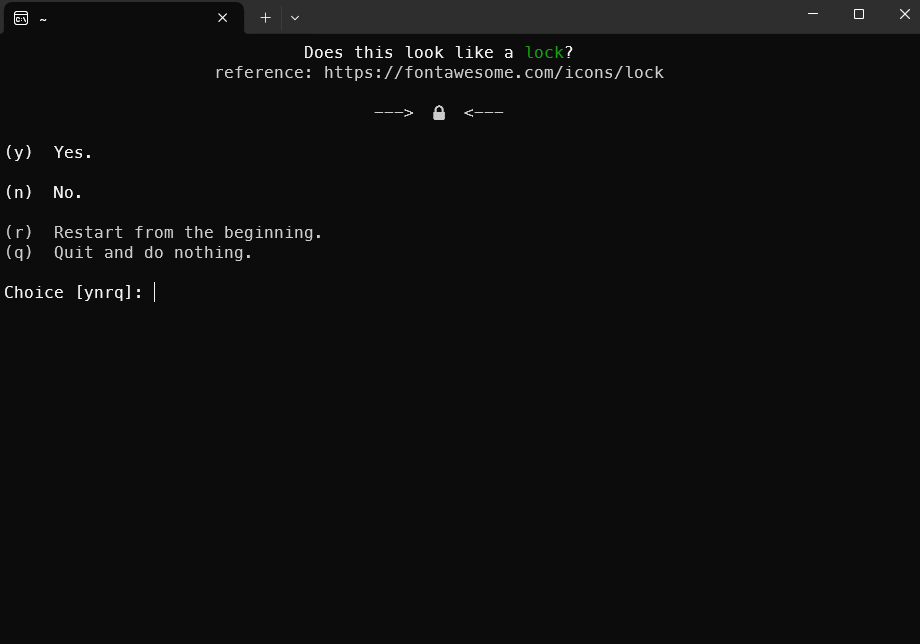 ~
Does this look like a lock?
reference: https://fontawesome.com/icons/lock
---> <---
(y) Yes.
(n) No.
(r) Restart from the beginning.
(q) Quit and do nothing.
Choice [ynrq]: